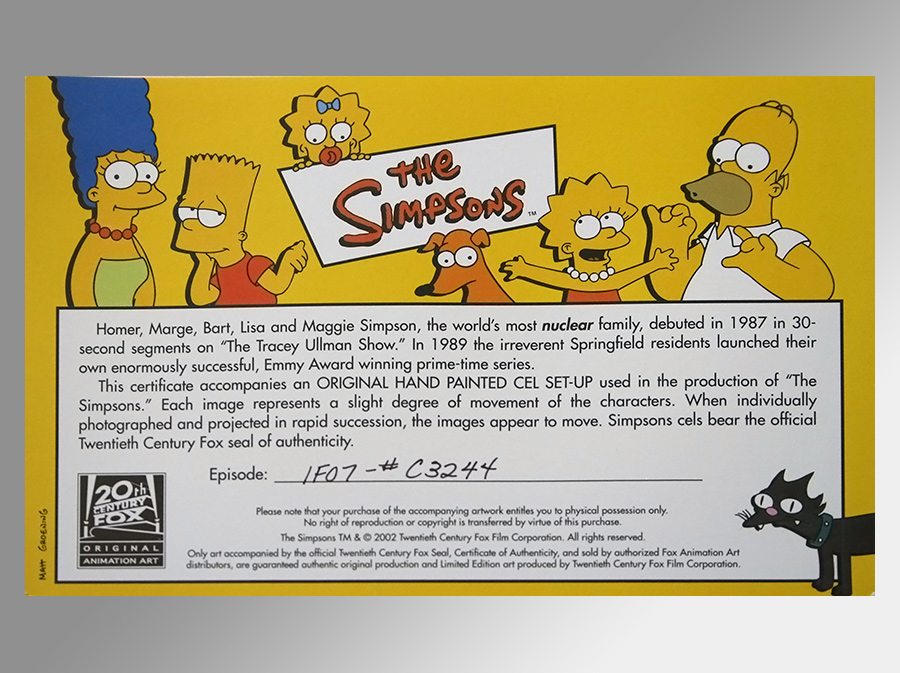 THE
SIMPSONS TM
Homer, Marge, Bart, Lisa and Maggie Simpson, the world's most nuclear family, debuted in 1987 in 30-
second segments on "The Tracey Ullman Show." In 1989 the irreverent Springfield residents launched their
own enormously successful, Emmy Award winning prime-time series.
This certificate accompanies an ORIGINAL HAND PAINTED CEL SET-UP used in the production of "The
Simpsons." Each image represents a slight degree of movement of the characters. When individually
photographed and projected in rapid succession, the images appear to move. Simpsons cels bear the official
Twentieth Century Fox seal of authenticity.
Episode: 1F07 -# C3244
20th
CENTURY
FOX
ORIGINAL
ANIMATION ART
Please note that your purchase of the accompanying artwork entitles you to physical possession only.
No right of reproduction or copyright is transferred by virtue of this purchase.
The Simpsons TM & © 2002 Twentieth Century Fox Film Corporation. All rights reserved.
Only art accompanied by the official Twentieth Century Fox Seal, Certificate of Authenticity, and sold by authorized Fox Animation Art
distributors, are guaranteed authentic original production and Limited Edition art produced by Twentieth Century Fox Film Corporation.
MATT GROENING